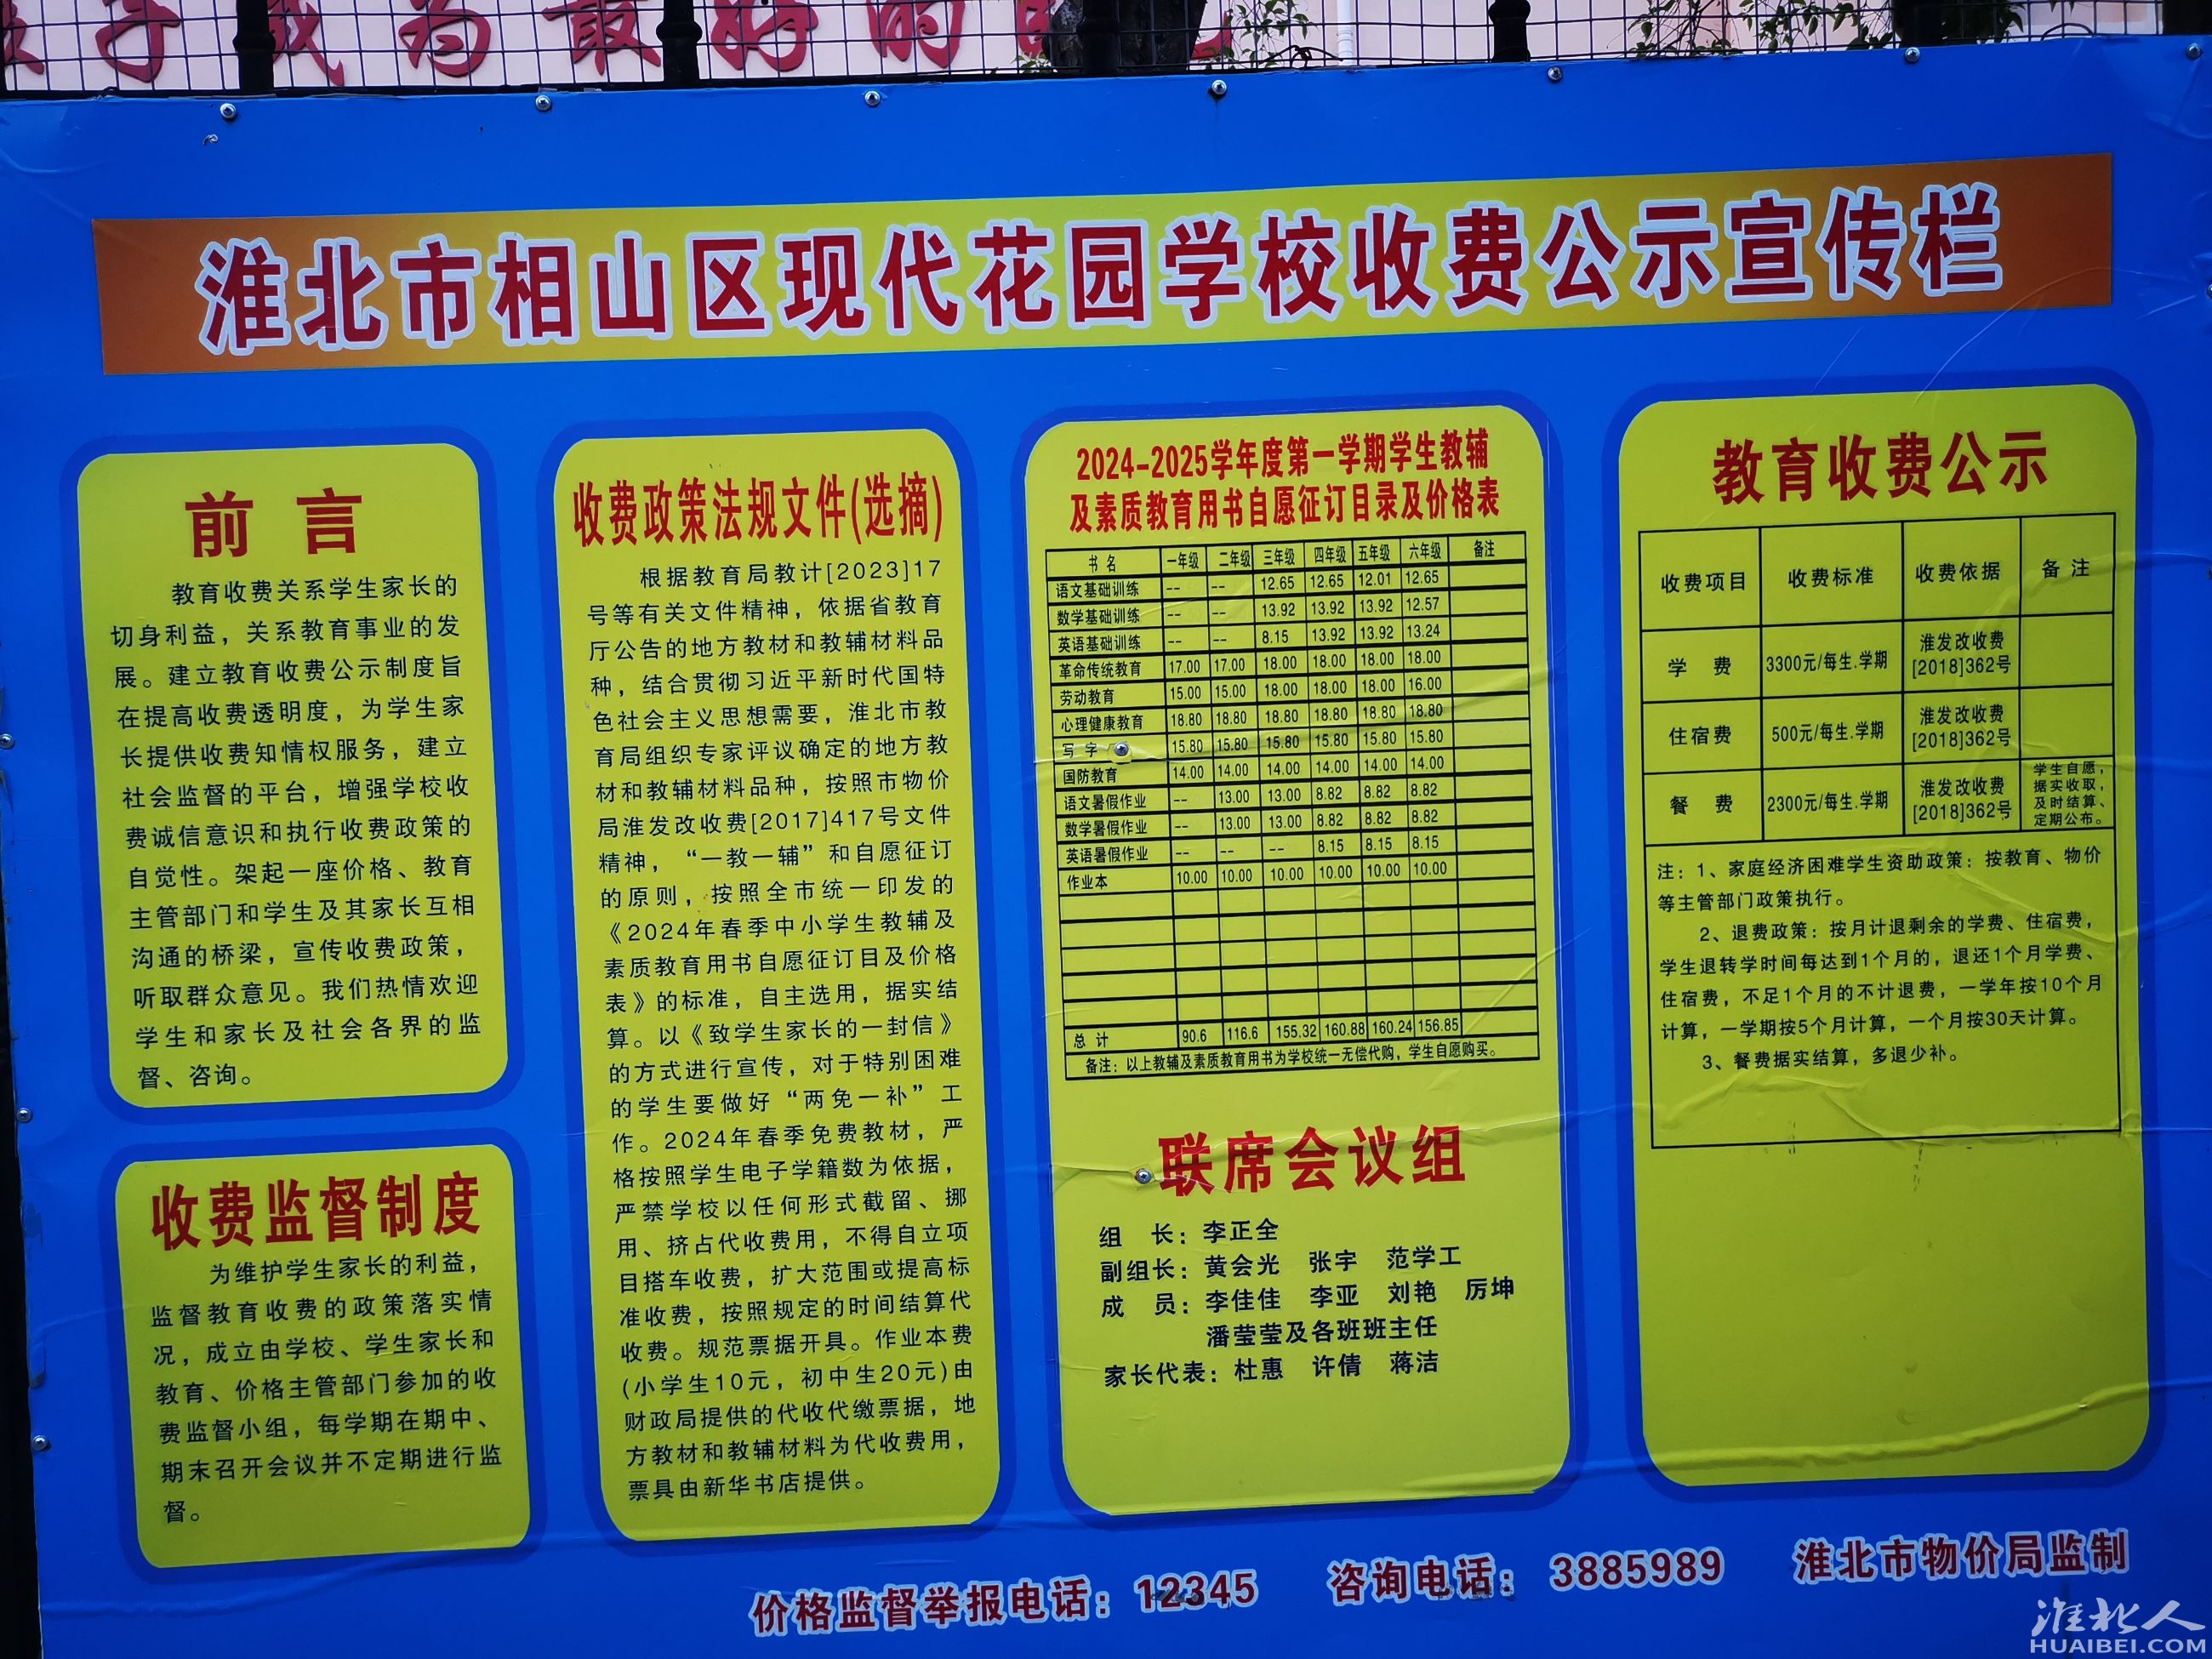 子成为最好的
淮北市相山区现代花园学校收费公示宣传栏
前 言
教育收费关系学生家长的
切身利益，关系教育事业的发
展。建立教育收费公示制度旨
在提高收费透明度，为学生家
长提供收费知情权服务，建立
社会监督的平台，增强学校收
费诚信意识和执行收费政策的
自觉性。架起一座价格、教育
主管部门和学生及其家长互相
沟通的桥梁，宣传收费政策，
听取群众意见。我们热情欢迎
学生和家长及社会各界的监
督、咨询。
收费监督制度
为维护学生家长的利益，
监督教育收费的政策落实情
况，成立由学校、学生家长和
教育、价格主管部门参加的收
费监督小组，每学期在期中、
期末召开会议并不定期进行监
督。
收费政策法规文件(选摘)
根据教育局教计[2023]17
号等有关文件精神，依据省教育
厅公告的地方教材和教辅材料品
种，结合贯彻习近平新时代国特
色社会主义思想需要，淮北市教
育局组织专家评议确定的地方教
材和教辅材料品种，按照市物价
局淮发改收费[2017]417号文件
精神，“一教一辅”和自愿征订
的原则，按照全市统一印发的
《2024年春季中小学生教辅及
素质教育用书自愿征订目及价格
表》的标准，自主选用，据实结
算。以《致学生家长的一封信》
的方式进行宣传，对于特别困难
的学生要做好“两免一补”工
作。2024年春季免费教材，严
格按照学生电子学籍数为依据，
严禁学校以任何形式截留、挪
用、挤占代收费用，不得自立项
目搭车收费，扩大范围或提高标
准收费，按照规定的时间结算代
收费。规范票据开具。作业本费
(小学生10元，初中生20元)由
财政局提供的代收代缴票据，地
方教材和教辅材料为代收费用，
票具由新华书店提供。
2024-2025学年度第一学期学生教辅
及素质教育用书自愿征订目录及价格表
书 名 一年级 二年级 三年级 四年级 五年级 六年级 备注
语文基础训练 -- -- 12.65 12.65 12.01 12.65
数学基础训练 -- -- 13.92 13.92 13.92 12.57
英语基础训练 -- -- 8.15 13.92 13.92 13.24
革命传统教育 17.00 17.00 18.00 18.00 18.00 18.00
劳动教育 15.00 15.00 18.00 18.00 18.00 16.00
心理健康教育 18.80 18.80 18.80 18.80 18.80 18.80
写 字 15.80 15.80 15.80 15.80 15.80 15.80
国防教育 14.00 14.00 14.00 14.00 14.00 14.00
语文暑假作业 -- 13.00 13.00 8.82 8.82 8.82
数学暑假作业 -- 13.00 13.00 8.82 8.82 8.82
英语暑假作业 -- -- -- 8.15 8.15 8.15
作业本 10.00 10.00 10.00 10.00 10.00 10.00
总 计 90.6 116.6 155.32 160.88 160.24 156.85
备注：以上教辅及素质教育用书为学校统一无偿代购，学生自愿购买。
联席会议组
组 长：李正全
副组长：黄会光 张宇 范学工
成 员：李佳佳 李亚 刘艳 厉坤
潘莹莹及各班班主任
家长代表：杜惠 许倩 蒋洁
教育收费公示
收费项目 收费标准 收费依据 备 注
学 费 3300元/每生.学期 淮发改收费
[2018]362号
住宿费 500元/每生.学期 淮发改收费
[2018]362号
餐 费 2300元/每生.学期 淮发改收费
[2018]362号
学生自愿，
据实收取，
及时结算、
定期公布。
注：1、家庭经济困难学生资助政策：按教育、物价
等主管部门政策执行。
2、退费政策：按月计退剩余的学费、住宿费，
学生退转学时间每达到1个月的，退还1个月学费、
住宿费，不足1个月的不计退费，一学年按10个月
计算，一学期按5个月计算，一个月按30天计算。
3、餐费据实结算，多退少补。
价格监督举报电话：12345 咨询电话：3885989 淮北市物价局监制
淮北人
HUAIBEI.COM